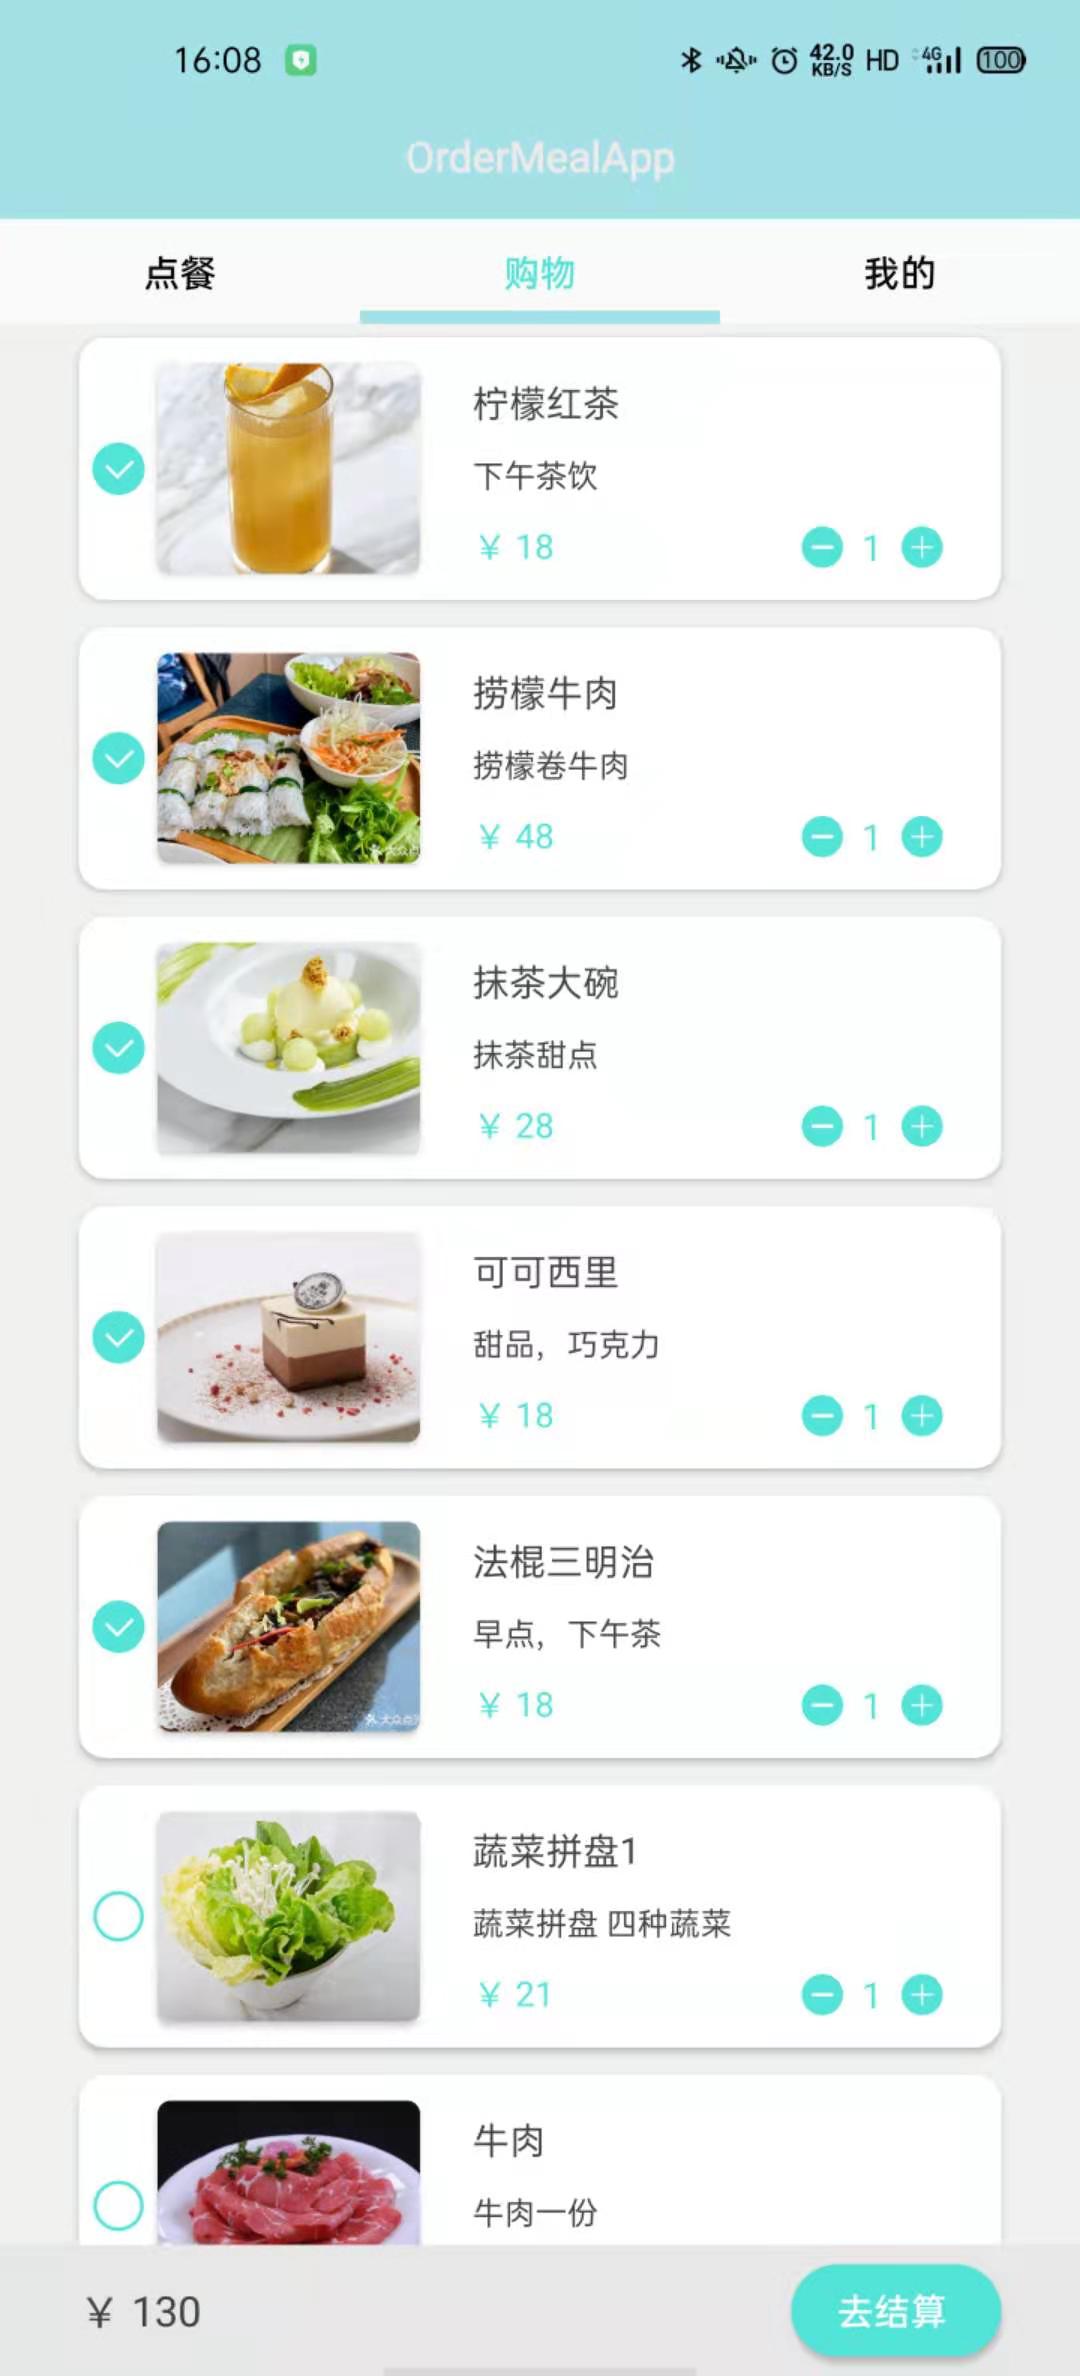 16:08
42.0
KB/S
HD
4G
100
OrderMealApp
点餐
购物
我的
柠檬红茶
下午茶饮
¥ 18
1
捞檬牛肉
捞檬卷牛肉
¥ 48
1
抹茶大碗
抹茶甜点
¥ 28
1
可可西里
甜品，巧克力
¥ 18
1
法棍三明治
早点，下午茶
¥ 18
1
蔬菜拼盘1
蔬菜拼盘 四种蔬菜
¥ 21
1
牛肉
牛肉一份
¥ 130
去结算